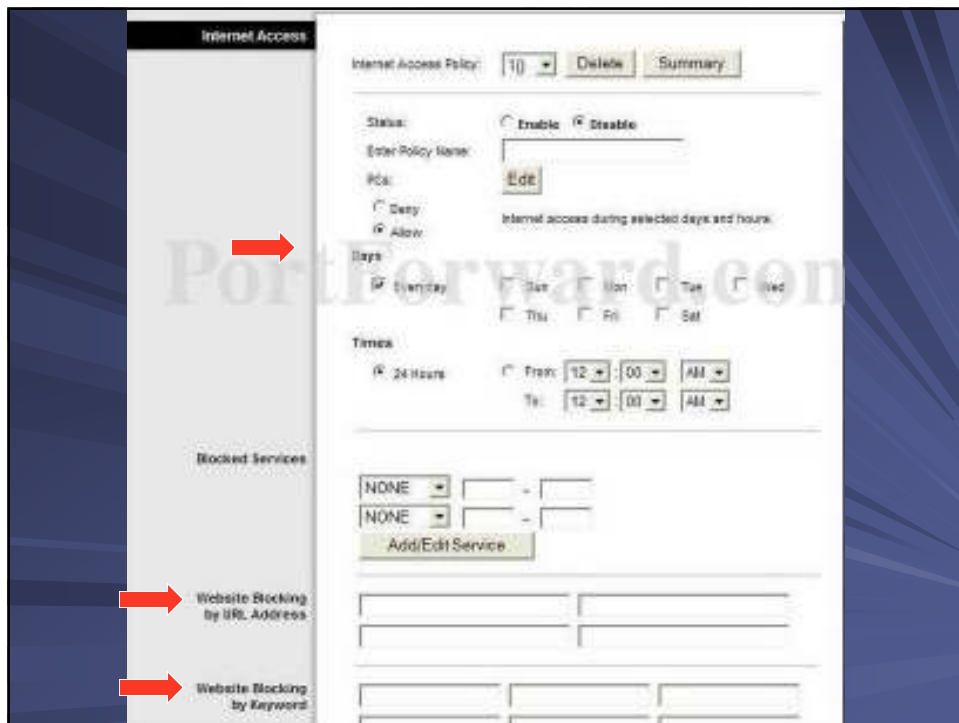 Internet Access
Internet Access Policy: 10 Delete Summary
Status: Enable Disable
Enter Policy Name:
PCs: Edit
Deny
Allow
Internet access during selected days and hours.
PortForward.com
Days
Everyday Sun Mon Tue Wed
Thu Fri Sat
Times
24 Hours From: 12 : 00 AM
To: 12 : 00 AM
Blocked Services
NONE -
NONE -
Add/Edit Service
Website Blocking
by URL Address
Website Blocking
by Keyword